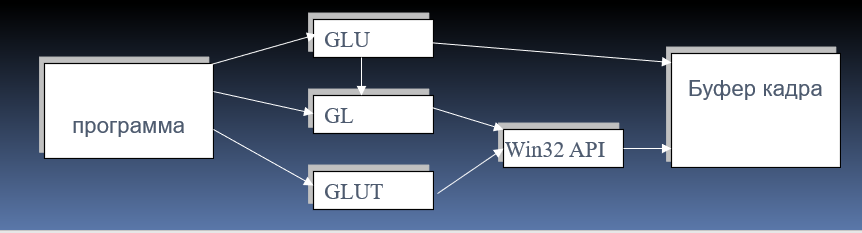 программа
GLU
GL
GLUT
Win32 API
Буфер кадра